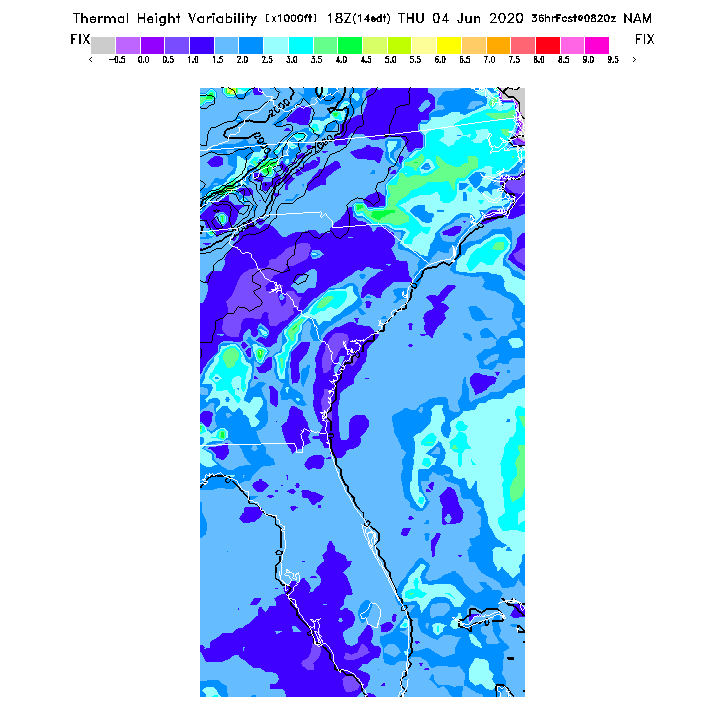 Thermal Height Variability [x1000ft] 18Z(14edt) THU 04 Jun 2020 36hrFcst@0820z NAM
FIX FIX
< -0.5 0.0 0.5 1.0 1.5 2.0 2.5 3.0 3.5 4.0 4.5 5.0 5.5 6.0 6.5 7.0 7.5 8.0 8.5 9.0 9.5 >
2000